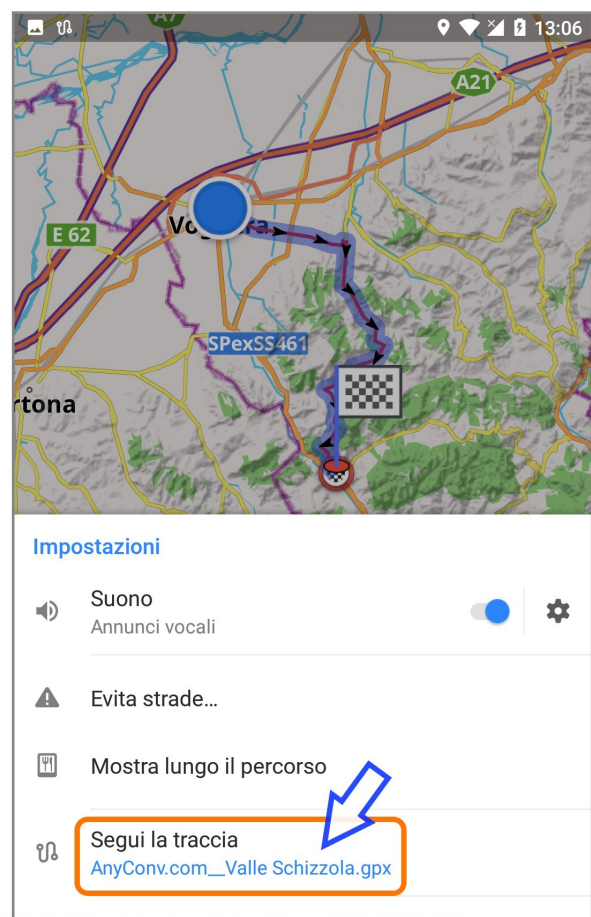 A7
13:06
A21
E 62
SPexSS461
rtona
Impostazioni
Suono
Annunci vocali
Evita strade...
Mostra lungo il percorso
Segui la traccia
AnyConv.com__Valle Schizzola.gpx